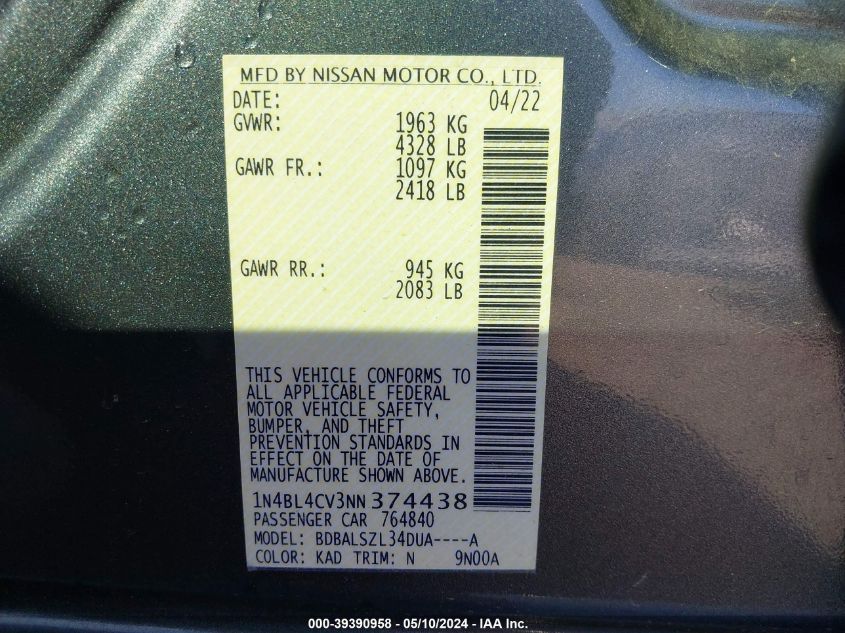 MFD BY NISSAN MOTOR CO., LTD.
DATE: 04/22
GVWR: 1963 KG
4328 LB
GAWR FR.: 1097 KG
2418 LB
GAWR RR.: 945 KG
2083 LB
THIS VEHICLE CONFORMS TO
ALL APPLICABLE FEDERAL
MOTOR VEHICLE SAFETY,
BUMPER, AND THEFT
PREVENTION STANDARDS IN
EFFECT ON THE DATE OF
MANUFACTURE SHOWN ABOVE.
1N4BL4CV3NN374438
PASSENGER CAR 764840
MODEL: BDBALSZL34DUA----A
COLOR: KAD TRIM: N 9N00A
000-39390958 - 05/10/2024 - IAA Inc.